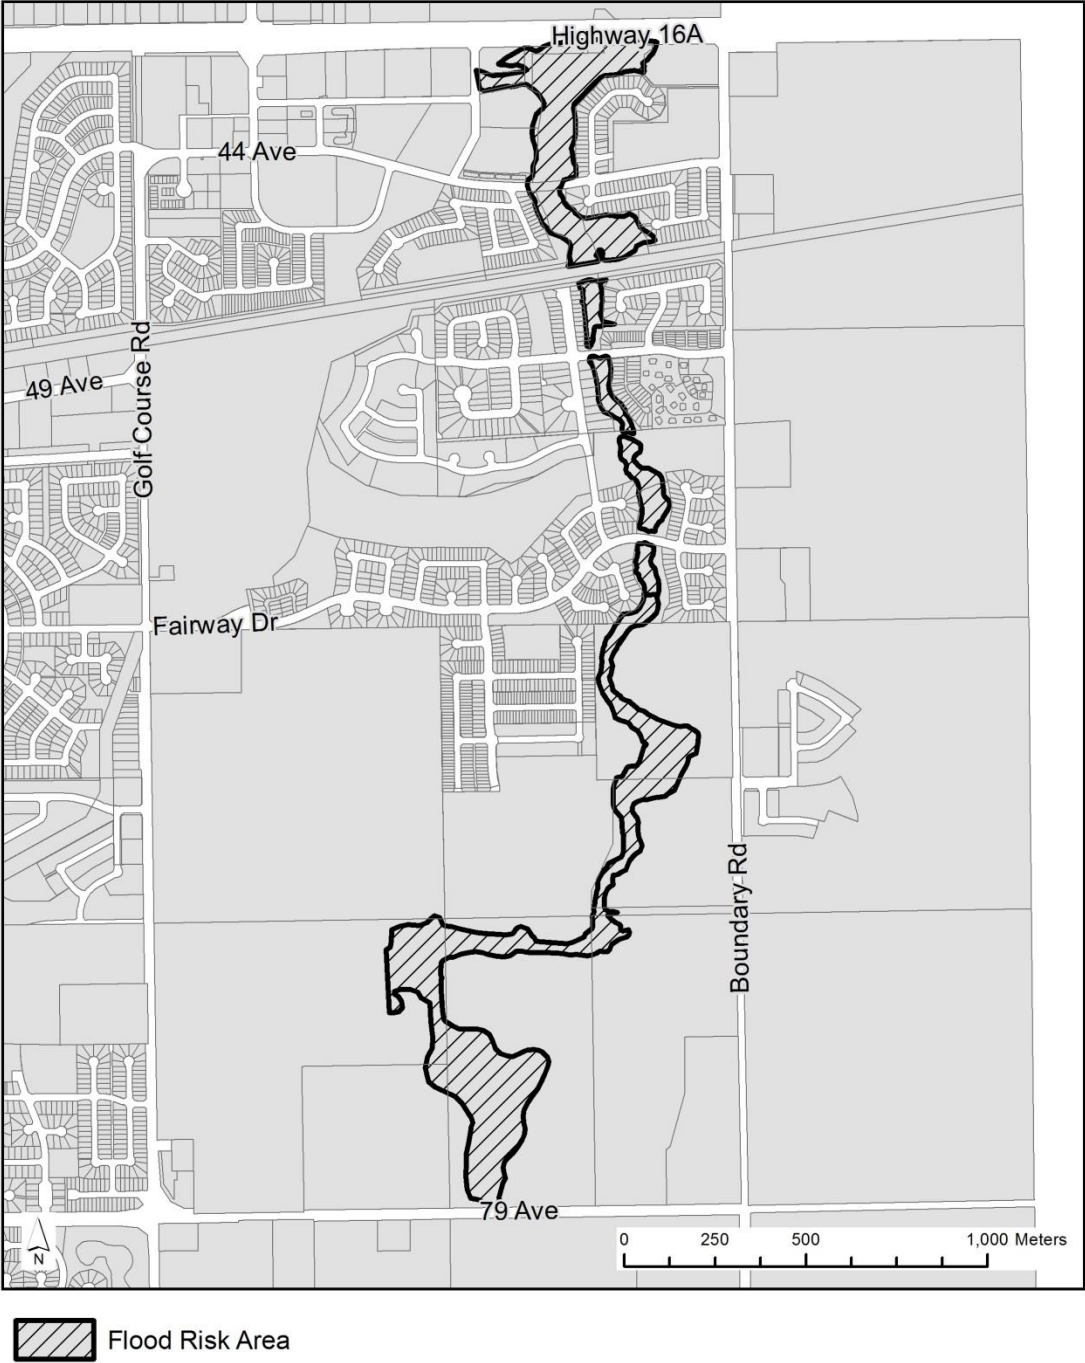 Highway 16A
44 Ave
49 Ave
Golf Course Rd
Fairway Dr
Boundary Rd
79 Ave
0 250 500 1,000 Meters
N
Flood Risk Area